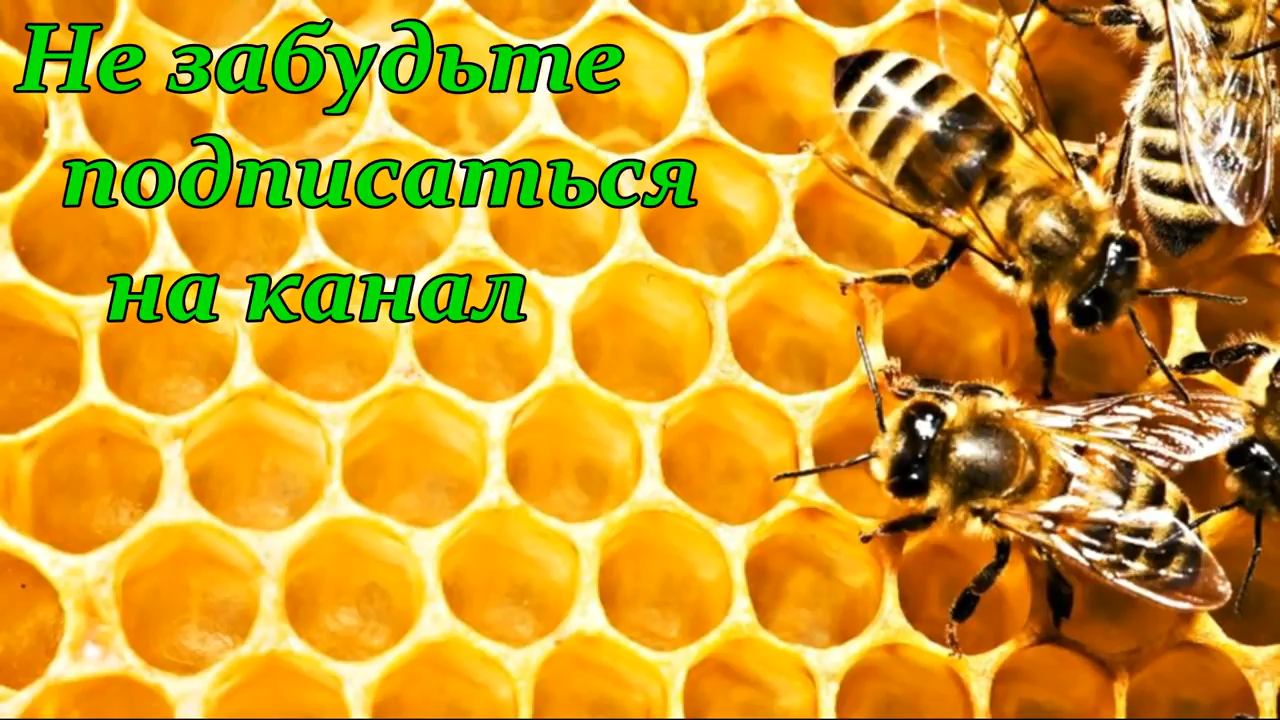 Не забудьте
подписаться
на канал